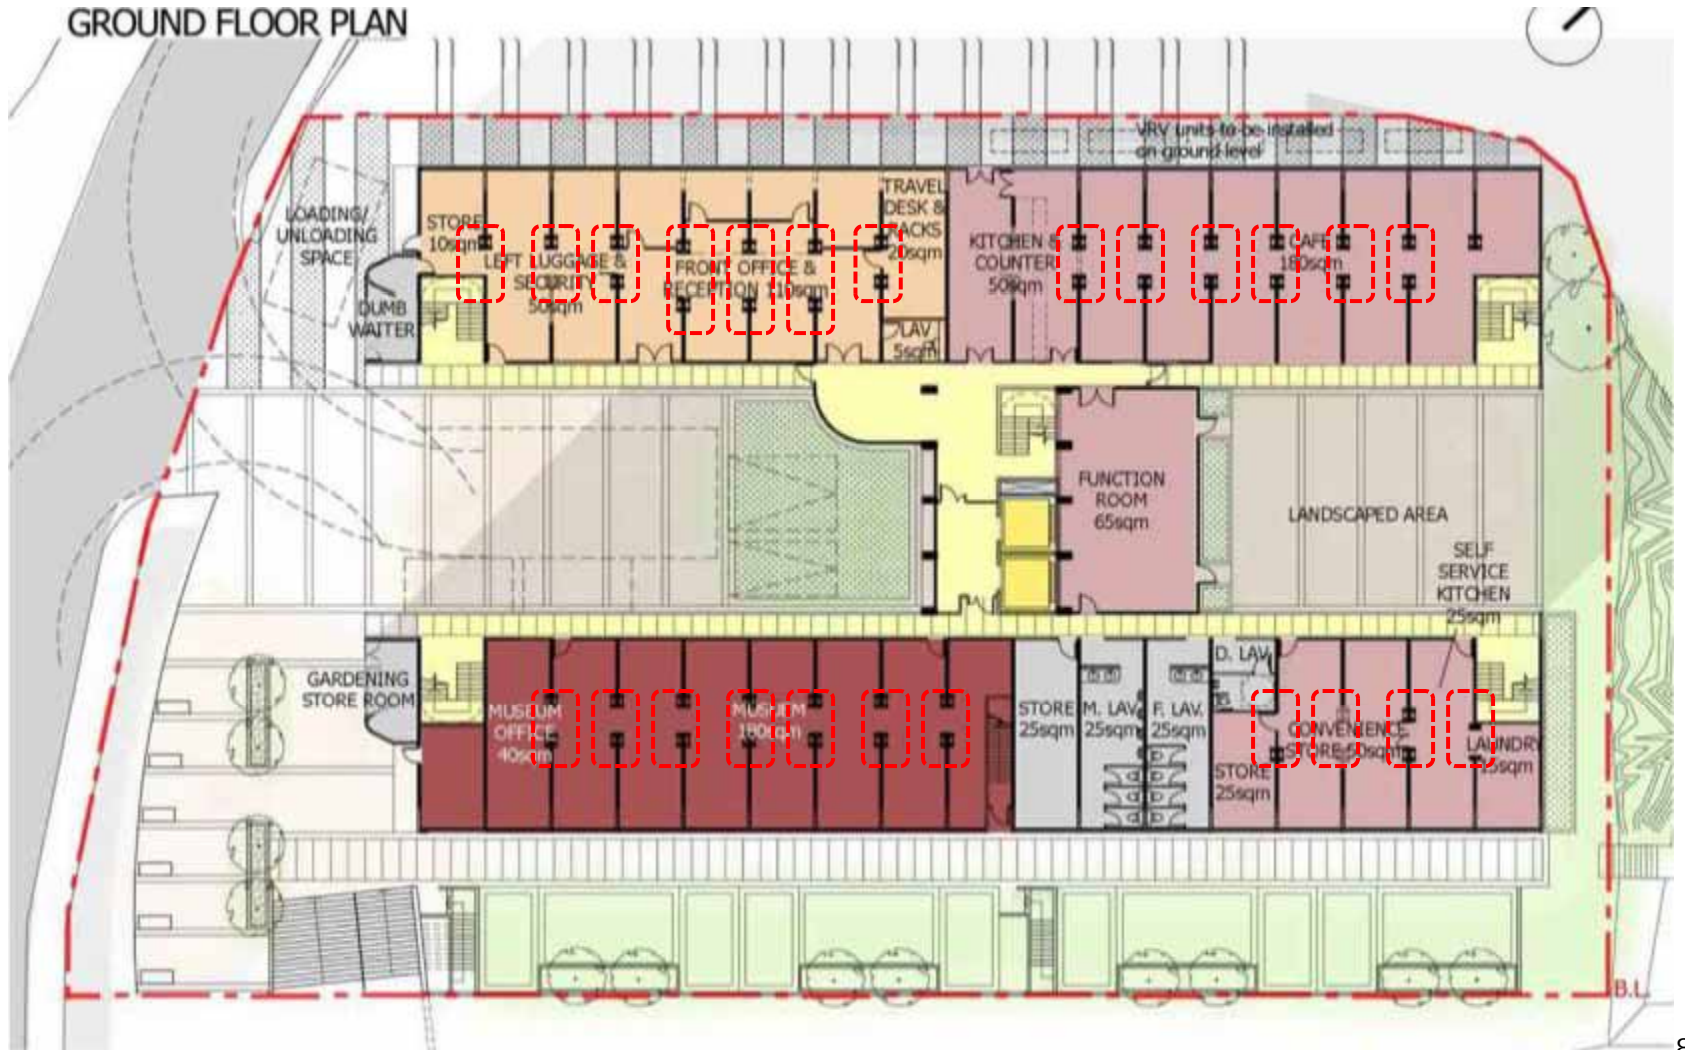 GROUND FLOOR PLAN
VRV units to be installed
on ground level
LOADING/
UNLOADING
SPACE
STORE
10sqm
LEFT LUGGAGE &
SECURITY
50sqm
FRONT OFFICE &
RECEPTION 110sqm
TRAVEL
DESK &
RACKS
20sqm
LAV
5sqm
KITCHEN &
COUNTER
50sqm
CAFE
180sqm
DUMB
WAITER
FUNCTION
ROOM
65sqm
LANDSCAPED AREA
SELF
SERVICE
KITCHEN
25sqm
GARDENING
STORE ROOM
MUSEUM
OFFICE
40sqm
MUSEUM
180sqm
STORE
25sqm
M. LAV.
25sqm
F. LAV.
25sqm
D. LAV.
STORE
25sqm
CONVENIENCE
STORE 50sqm
LAUNDRY
15sqm
B.L.